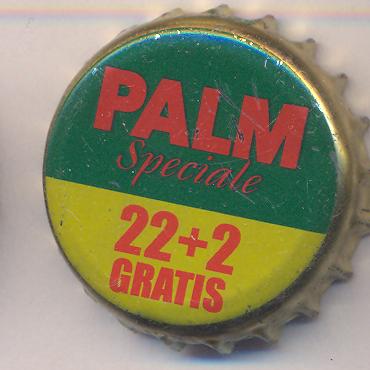 PALM
Speciale
22+2
GRATIS